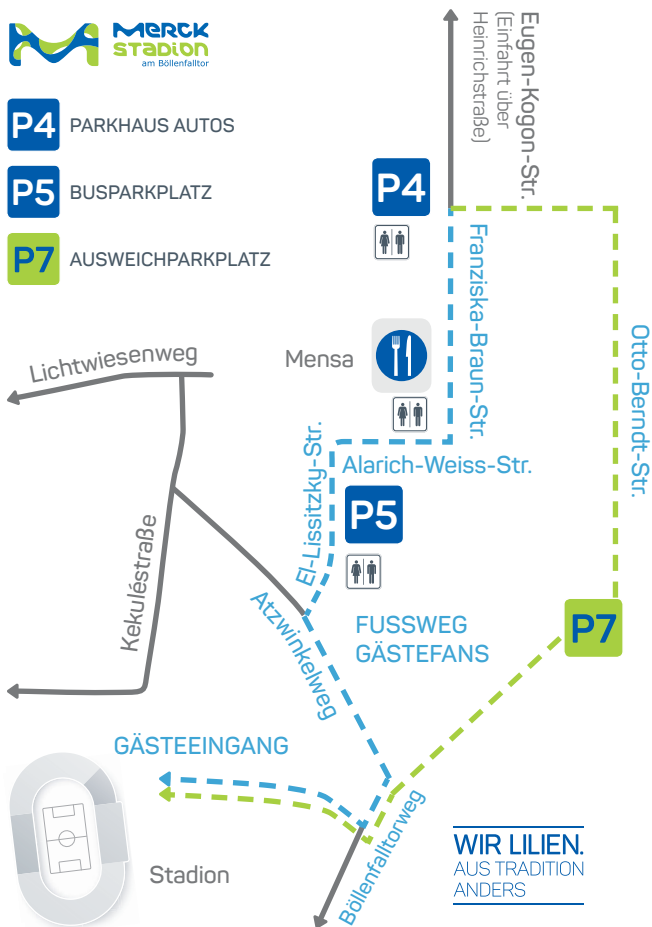 MERCK
STADION
am Böllenfalltor
P4 PARKHAUS AUTOS
P5 BUSPARKPLATZ
P7 AUSWEICHPARKPLATZ
Eugen-Kogon-Str.
(Einfahrt über
Heinrichstraße)
P4
Franziska-Braun-Str.
Otto-Berndt-Str.
Lichtwiesenweg
Mensa
El-Lissitzky-Str.
Alarich-Weiss-Str.
P5
Kekuléstraße
Atzwinkelweg
FUSSWEG
GÄSTEFANS
P7
GÄSTEEINGANG
Böllenfalltorweg
Stadion
WIR LILIEN.
AUS TRADITION
ANDERS